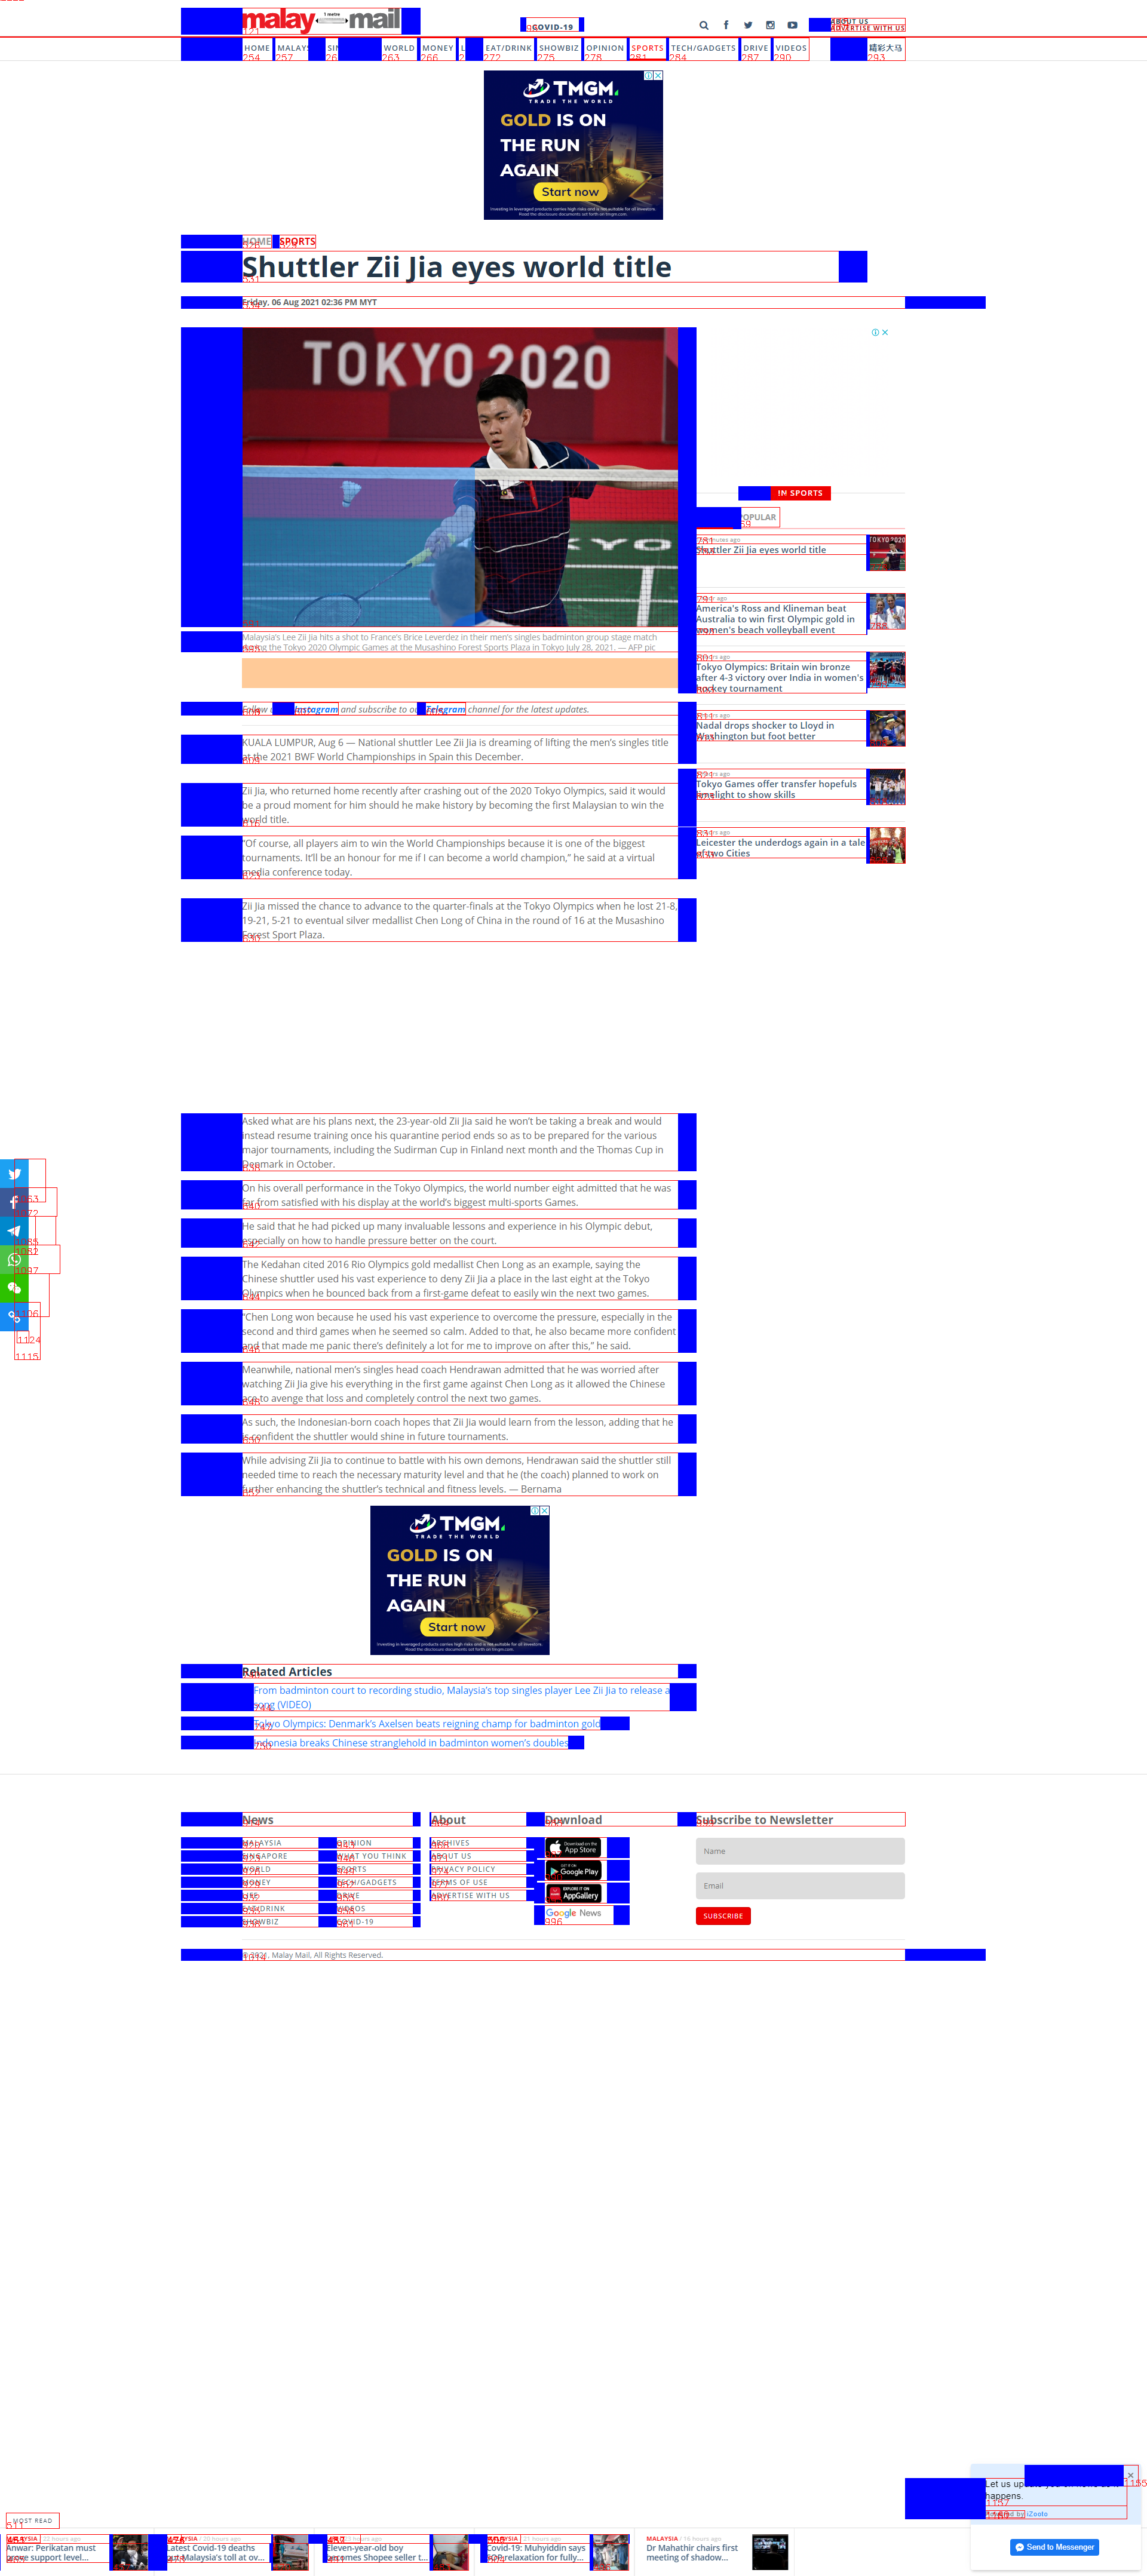 malay mail
1 metre
COVID-19
ABOUT US
ADVERTISE WITH US
HOME
WORLD
MONEY
EAT/DRINK
SHOWBIZ
OPINION
SPORTS
TECH/GADGETS
DRIVE
VIDEOS
精彩大马
TMGM
TRADE THE WORLD
GOLD IS ON
THE RUN
AGAIN
Start now
HOME
SPORTS
Shuttler Zii Jia eyes world title
Friday, 06 Aug 2021 02:36 PM MYT
TOKYO 2020
IN SPORTS
POPULAR
Shuttler Zii Jia eyes world title
America's Ross and Klineman beat
Australia to win first Olympic gold in
women's beach volleyball event
Tokyo Olympics: Britain win bronze
after 4-3 victory over India in women's
hockey tournament
Nadal drops shocker to Lloyd in
Washington but foot better
Tokyo Games offer transfer hopefuls
limelight to show skills
Leicester the underdogs again in a tale
of two Cities
Malaysia's Lee Zii Jia hits a shot to France's Brice Leverdez in their men's singles badminton group stage match
during the Tokyo 2020 Olympic Games at the Musashino Forest Sports Plaza in Tokyo July 28, 2021. — AFP pic
Follow Instagram and subscribe to Telegram channel for the latest updates.
KUALA LUMPUR, Aug 6 — National shuttler Lee Zii Jia is dreaming of lifting the men's singles title
at the 2021 BWF World Championships in Spain this December.
Zii Jia, who returned home recently after crashing out of the 2020 Tokyo Olympics, said it would
be a proud moment for him should he make history by becoming the first Malaysian to win the
world title.
"Of course, all players aim to win the World Championships because it is one of the biggest
tournaments. It'll be an honour for me if I can become a world champion," he said at a virtual
media conference today.
Zii Jia missed the chance to advance to the quarter-finals at the Tokyo Olympics when he lost 21-8,
19-21, 5-21 to eventual silver medallist Chen Long of China in the round of 16 at the Musashino
Forest Sport Plaza.
Asked what are his plans next, the 23-year-old Zii Jia said he won't be taking a break and would
instead resume training once his quarantine period ends so as to be prepared for the various
major tournaments, including the Sudirman Cup in Finland next month and the Thomas Cup in
Denmark in October.
On his overall performance in the Tokyo Olympics, the world number eight admitted that he was
far from satisfied with his display at the world's biggest multi-sports Games.
He said that he had picked up many invaluable lessons and experience in his Olympic debut,
especially on how to handle pressure better on the court.
The Kedahan cited 2016 Rio Olympics gold medallist Chen Long as an example, saying the
Chinese shuttler used his vast experience to deny Zii Jia a place in the last eight at the Tokyo
Olympics when he bounced back from a first-game defeat to easily win the next two games.
"Chen Long won because he used his vast experience to overcome the pressure, especially in the
second and third games when he seemed so calm. Added to that, he also became more confident
and that made me panic there's definitely a lot for me to improve on after this," he said.
Meanwhile, national men's singles head coach Hendrawan admitted that he was worried after
watching Zii Jia give his everything in the first game against Chen Long as it allowed the Chinese
ace to avenge that loss and completely control the next two games.
As such, the Indonesian-born coach hopes that Zii Jia would learn from the lesson, adding that he
is confident the shuttler would shine in future tournaments.
While advising Zii Jia to continue to battle with his own demons, Hendrawan said the shuttler still
needed time to reach the necessary maturity level and that he (the coach) planned to work on
further enhancing the shuttler's technical and fitness levels. — Bernama
TMGM
TRADE THE WORLD
GOLD IS ON
THE RUN
AGAIN
Start now
Related Articles
From badminton court to recording studio, Malaysia's top singles player Lee Zii Jia to release a
song (VIDEO)
Tokyo Olympics: Denmark's Axelsen beats reigning champ for badminton gold
Indonesia breaks Chinese stranglehold in badminton women's doubles
News
About
Download
Subscribe to Newsletter
MALAYSIA
OPINION
ARCHIVES
Download on the App Store
Name
SINGAPORE
WHAT YOU THINK
ABOUT US
WORLD
SPORTS
PRIVACY POLICY
GET IT ON Google Play
MONEY
TECH/GADGETS
TERMS OF USE
Email
LIFE
DRIVE
ADVERTISE WITH US
EXPLORE IT ON AppGallery
EAT/DRINK
VIDEOS
Google News
SUBSCRIBE
SHOWBIZ
COVID-19
© 2021, Malay Mail, All Rights Reserved.
Let us update you on news as it
happens.
by iZooto
Send to Messenger
MOST READ
MALAYSIA / 22 hours ago
Anwar: Perikatan must
prove support level...
/ 20 hours ago
Latest Covid-19 deaths
put Malaysia's toll at ov...
Eleven-year-old boy
becomes Shopee seller t...
MALAYSIA / 21 hours ago
Covid-19: Muhyiddin says
SOP relaxation for fully...
MALAYSIA / 16 hours ago
Dr Mahathir chairs first
meeting of shadow...